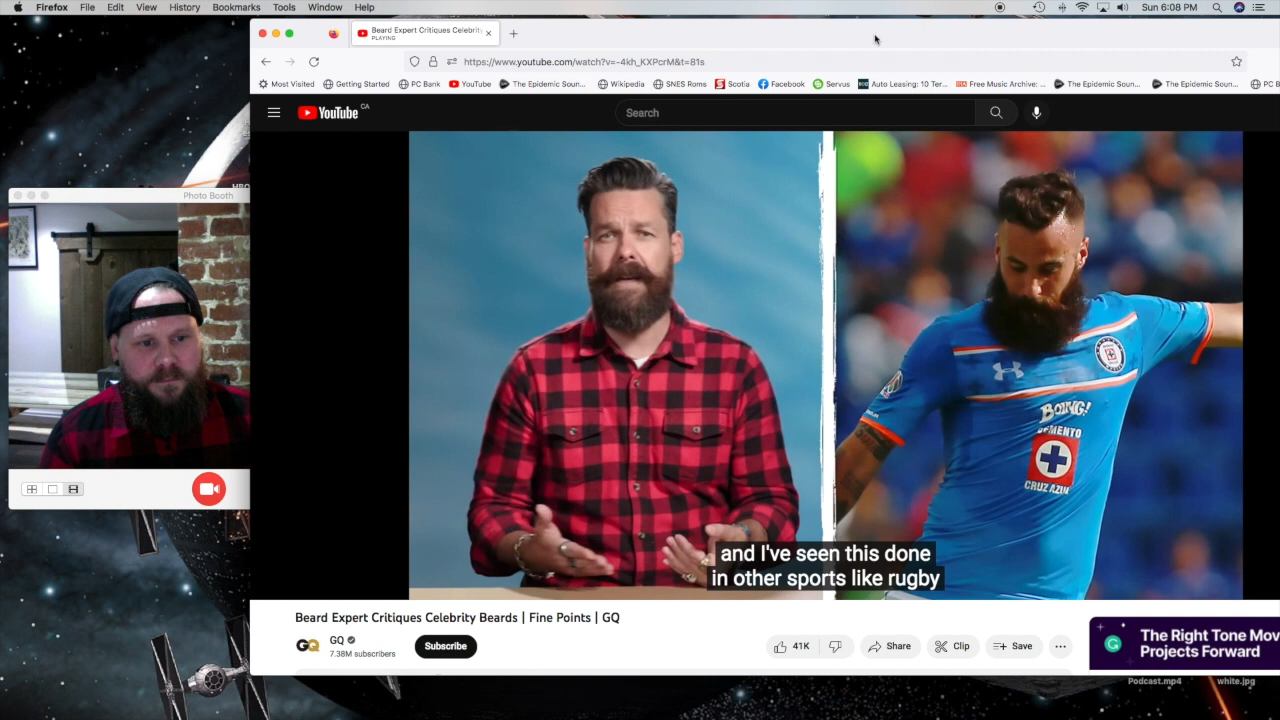 Firefox File Edit View History Bookmarks Tools Window Help
Sun 6:08 PM
Beard Expert Critiques Celebrit
PLAYING
https://www.youtube.com/watch?v=-4kh_KXPcrM&t=81s
Most Visited Getting Started PC Bank YouTube The Epidemic Soun... Wikipedia SNES Roms Scotia Facebook Servus Auto Leasing: 10 Ter... Free Music Archive: ... The Epidemic Soun... The Epidemic Soun... PC B
YouTube CA
Search
HBO
Photo Booth
BOING!
CEMENTO
CRUZ AZUL
and I've seen this done
in other sports like rugby
Beard Expert Critiques Celebrity Beards | Fine Points | GQ
GQ
GQ
7.38M subscribers
Subscribe
41K
Share
Clip
Save
The Right Tone Mov
Projects Forward
Podcast.mp4
white.jpg